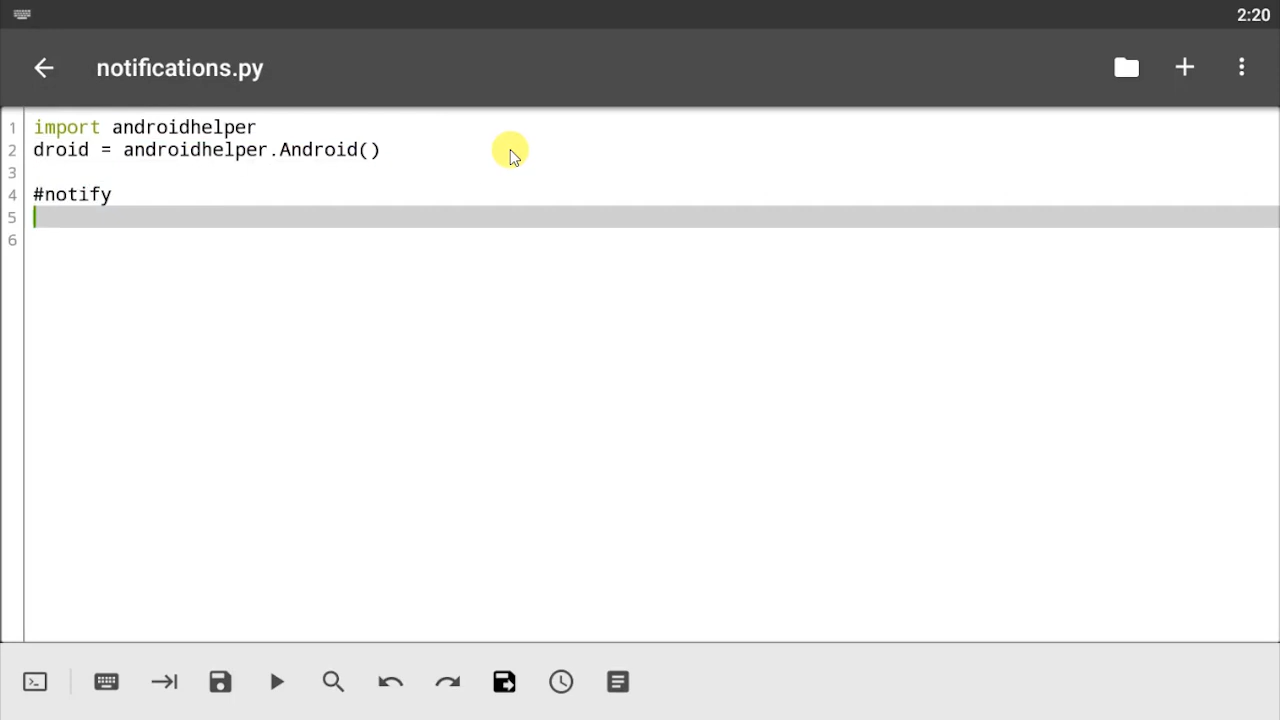 2:20
notifications.py
1 import androidhelper
2 droid = androidhelper.Android()
3
4 #notify
5
6